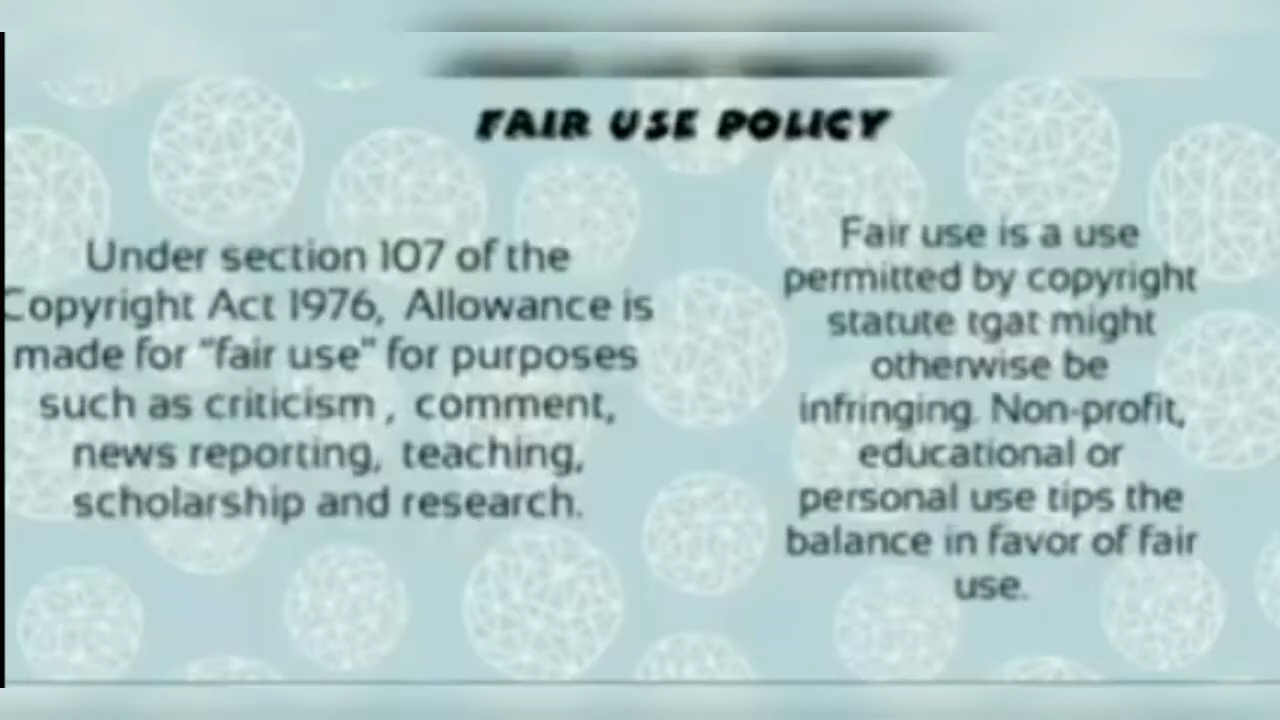 FAIR USE POLICY
Under section 107 of the
Copyright Act 1976, Allowance is
made for "fair use" for purposes
such as criticism , comment,
news reporting, teaching,
scholarship and research.
Fair use is a use
permitted by copyright
statute tgat might
otherwise be
infringing. Non-profit,
educational or
personal use tips the
balance in favor of fair
use.